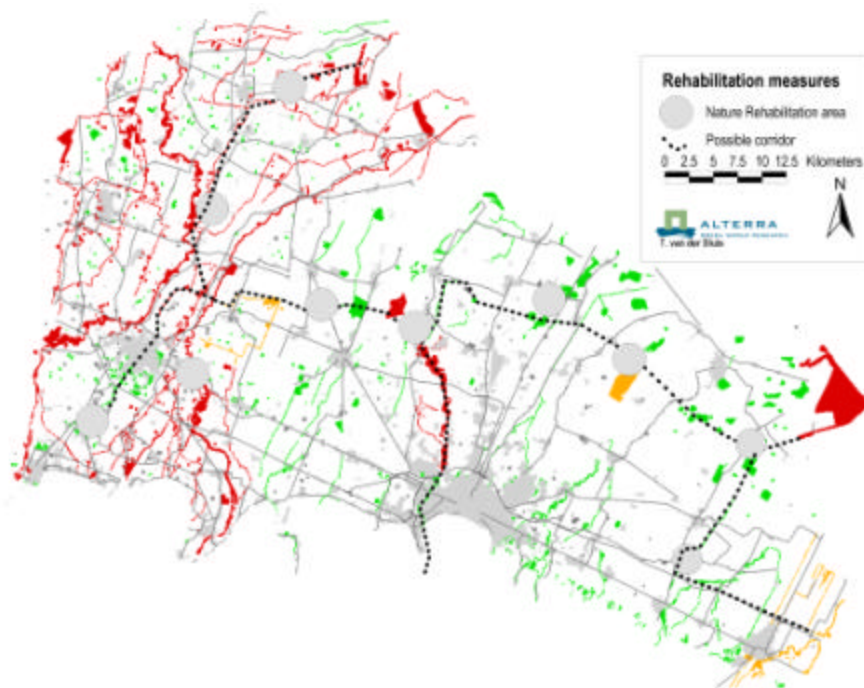 Rehabilitation measures
Nature Rehabilitation area
Possible corridor
0 2.5 5 7.5 10 12.5 Kilometers
N
ALTERRA
T. van der Sluis